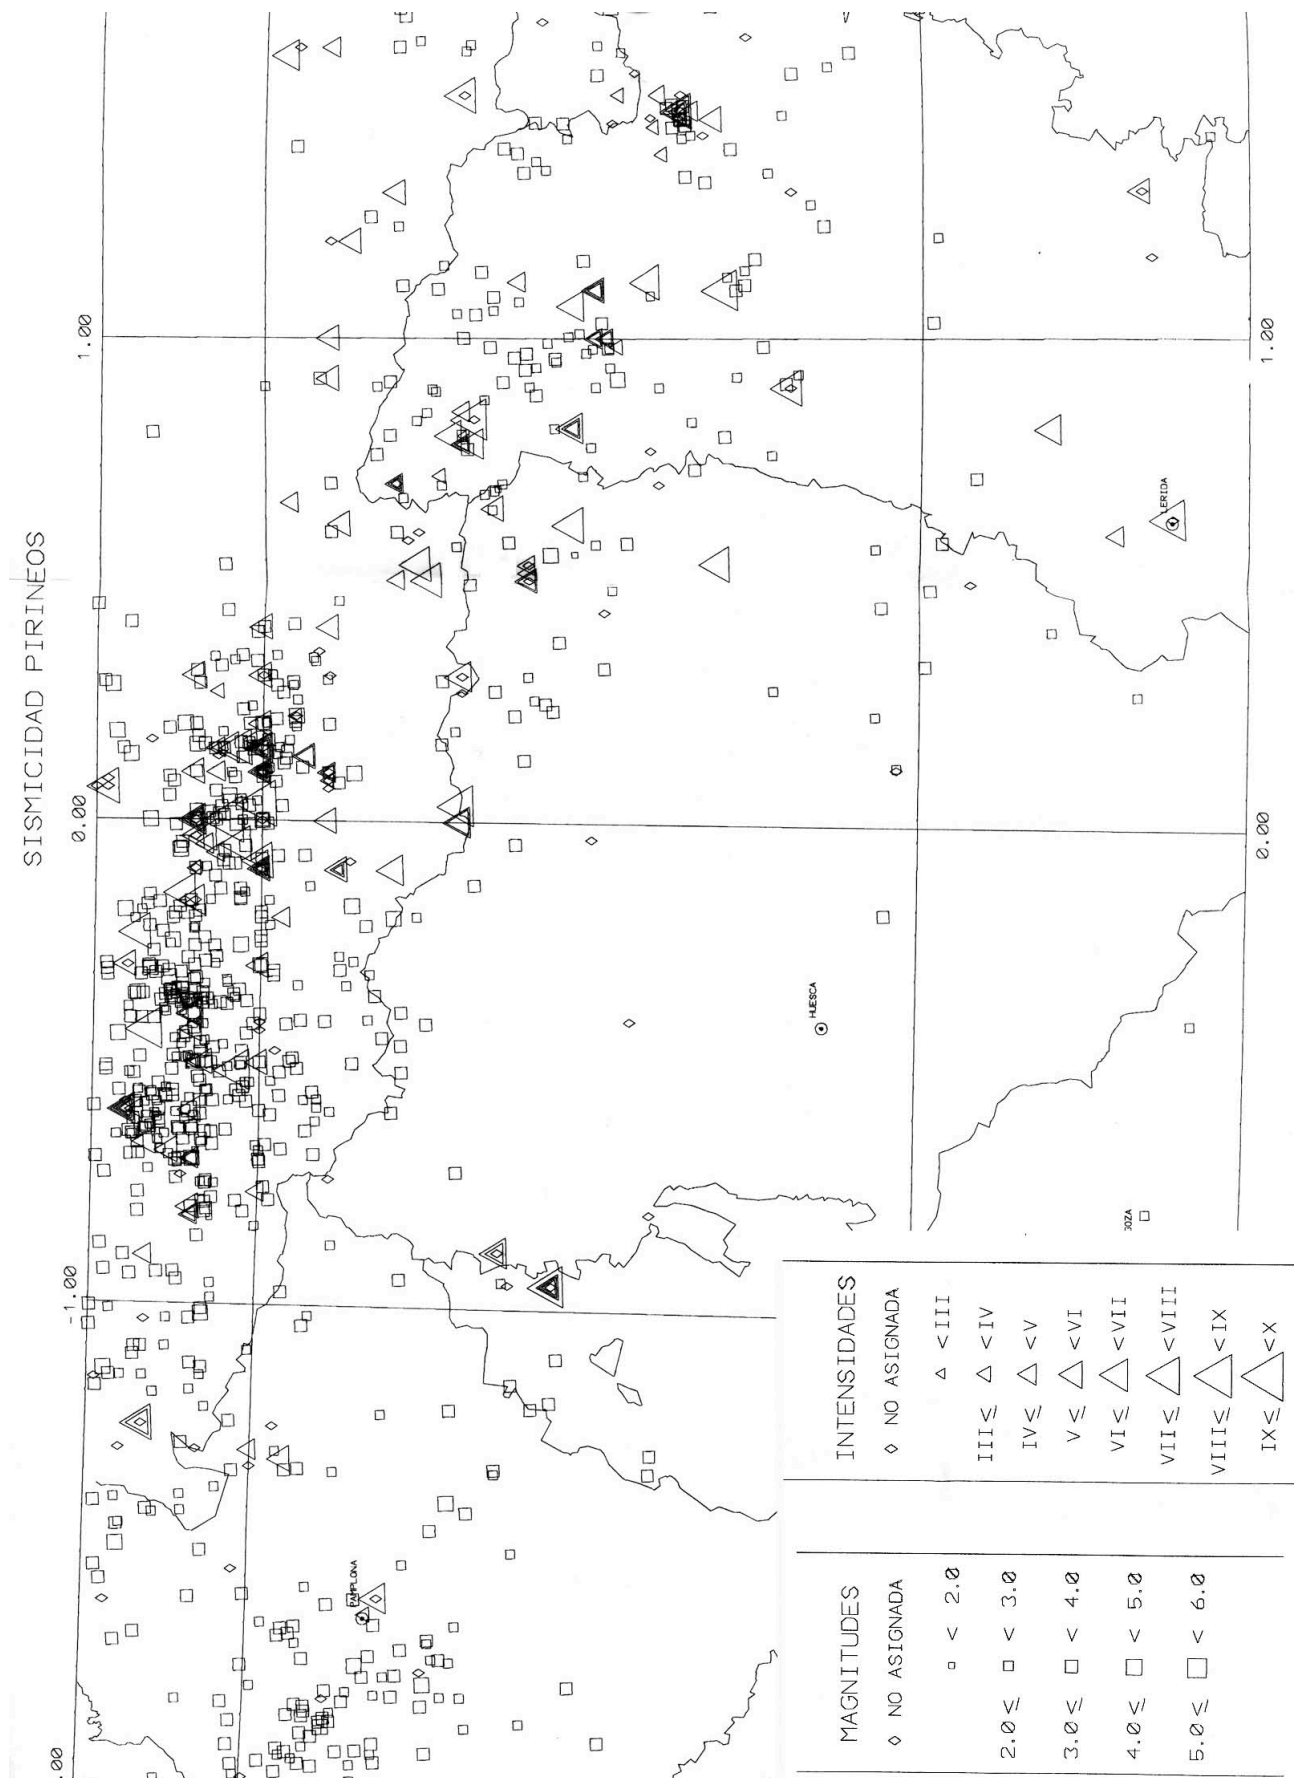 SISMICIDAD PIRINEOS
1.00
1.00
0.00
0.00
-1.00
.00
LERIDA
HUESCA
PAMPLONA
INTENSIDADES
◇ NO ASIGNADA
△ <III
III≤ △ <IV
IV≤ △ <V
V≤ △ <VI
VI≤ △ <VII
VII≤ △ <VIII
VIII≤ △ <IX
IX≤ △ <X
MAGNITUDES
◇ NO ASIGNADA
□ < 2.0
2.0≤ □ < 3.0
3.0≤ □ < 4.0
4.0≤ □ < 5.0
5.0≤ □ < 6.0